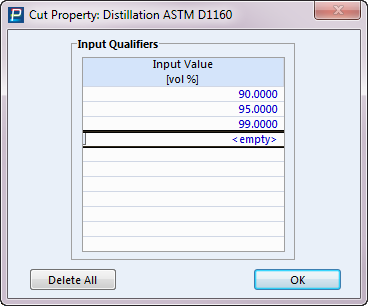 Cut Property: Distillation ASTM D1160
Input Qualifiers
Input Value
[vol %]
90.0000
95.0000
99.0000
<empty>
Delete All
OK